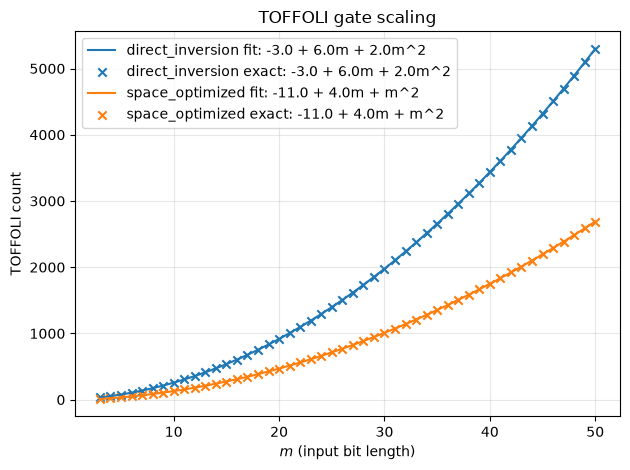 TOFFOLI gate scaling
direct_inversion fit: -3.0 + 6.0m + 2.0m^2
direct_inversion exact: -3.0 + 6.0m + 2.0m^2
space_optimized fit: -11.0 + 4.0m + m^2
space_optimized exact: -11.0 + 4.0m + m^2
TOFFOLI count
5000
4000
3000
2000
1000
0
10 20 30 40 50
m (input bit length)